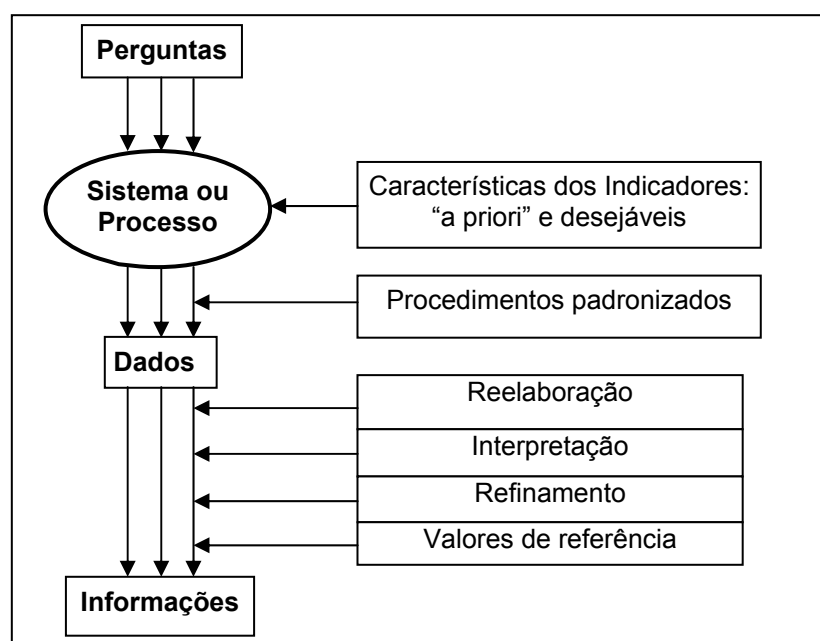 Perguntas
Sistema ou
Processo
Características dos Indicadores:
“a priori” e desejáveis
Procedimentos padronizados
Dados
Reelaboração
Interpretação
Refinamento
Valores de referência
Informações